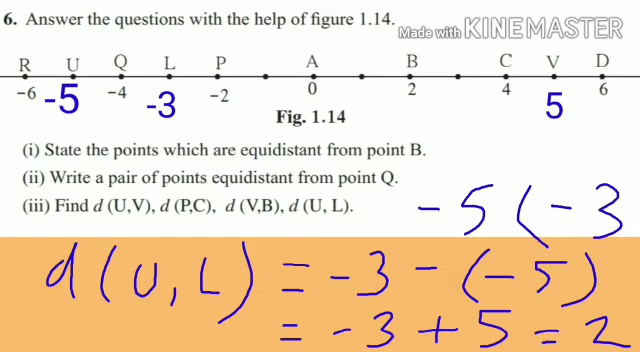 6. Answer the questions with the help of figure 1.14.
Made with KINEMASTER
R U Q L P A B C V D
-6 -5 -4 -3 -2 0 2 4 5 6
Fig. 1.14
(i) State the points which are equidistant from point B.
(ii) Write a pair of points equidistant from point Q.
(iii) Find d (U,V), d (P,C), d (V,B), d (U, L).
-5 ( -3
d (U, L) = -3 - (-5)
= -3 + 5 = 2